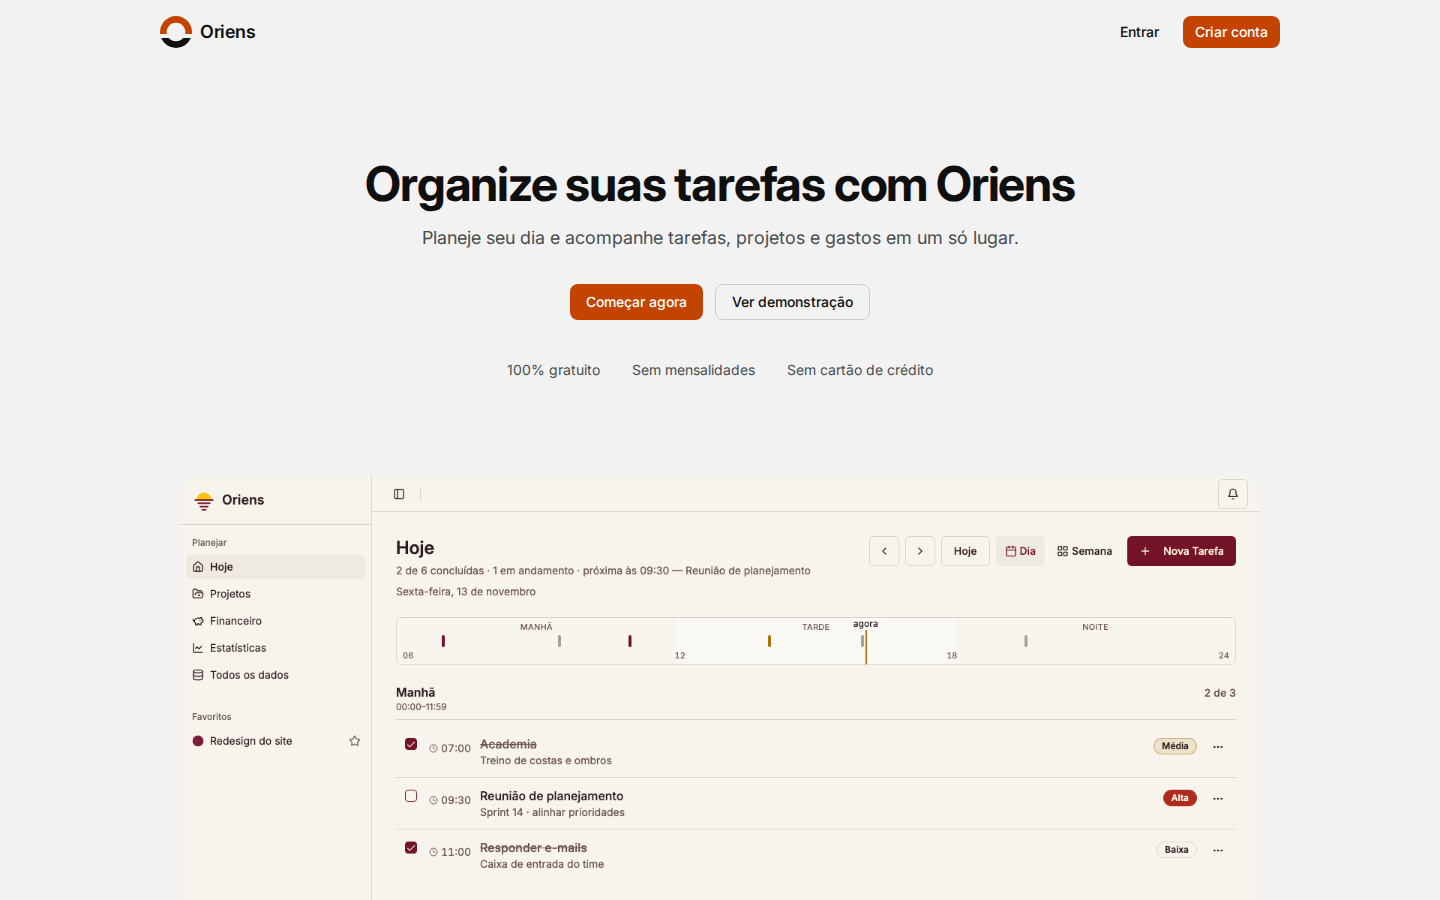 Oriens
Entrar
Criar conta
Organize suas tarefas com Oriens
Planeje seu dia e acompanhe tarefas, projetos e gastos em um só lugar.
Começar agora
Ver demonstração
100% gratuito
Sem mensalidades
Sem cartão de crédito
Oriens
Planejar
Hoje
Projetos
Financeiro
Estatísticas
Todos os dados
Favoritos
Redesign do site
Hoje
2 de 6 concluídas · 1 em andamento · próxima às 09:30 — Reunião de planejamento
Sexta-feira, 13 de novembro
Hoje
Dia
Semana
+ Nova Tarefa
MANHÃ
TARDE
agora
NOITE
06
12
18
24
Manhã
2 de 3
00:00–11:59
07:00
Academia
Treino de costas e ombros
Média
09:30
Reunião de planejamento
Sprint 14 · alinhar prioridades
Alta
11:00
Responder e-mails
Caixa de entrada do time
Baixa